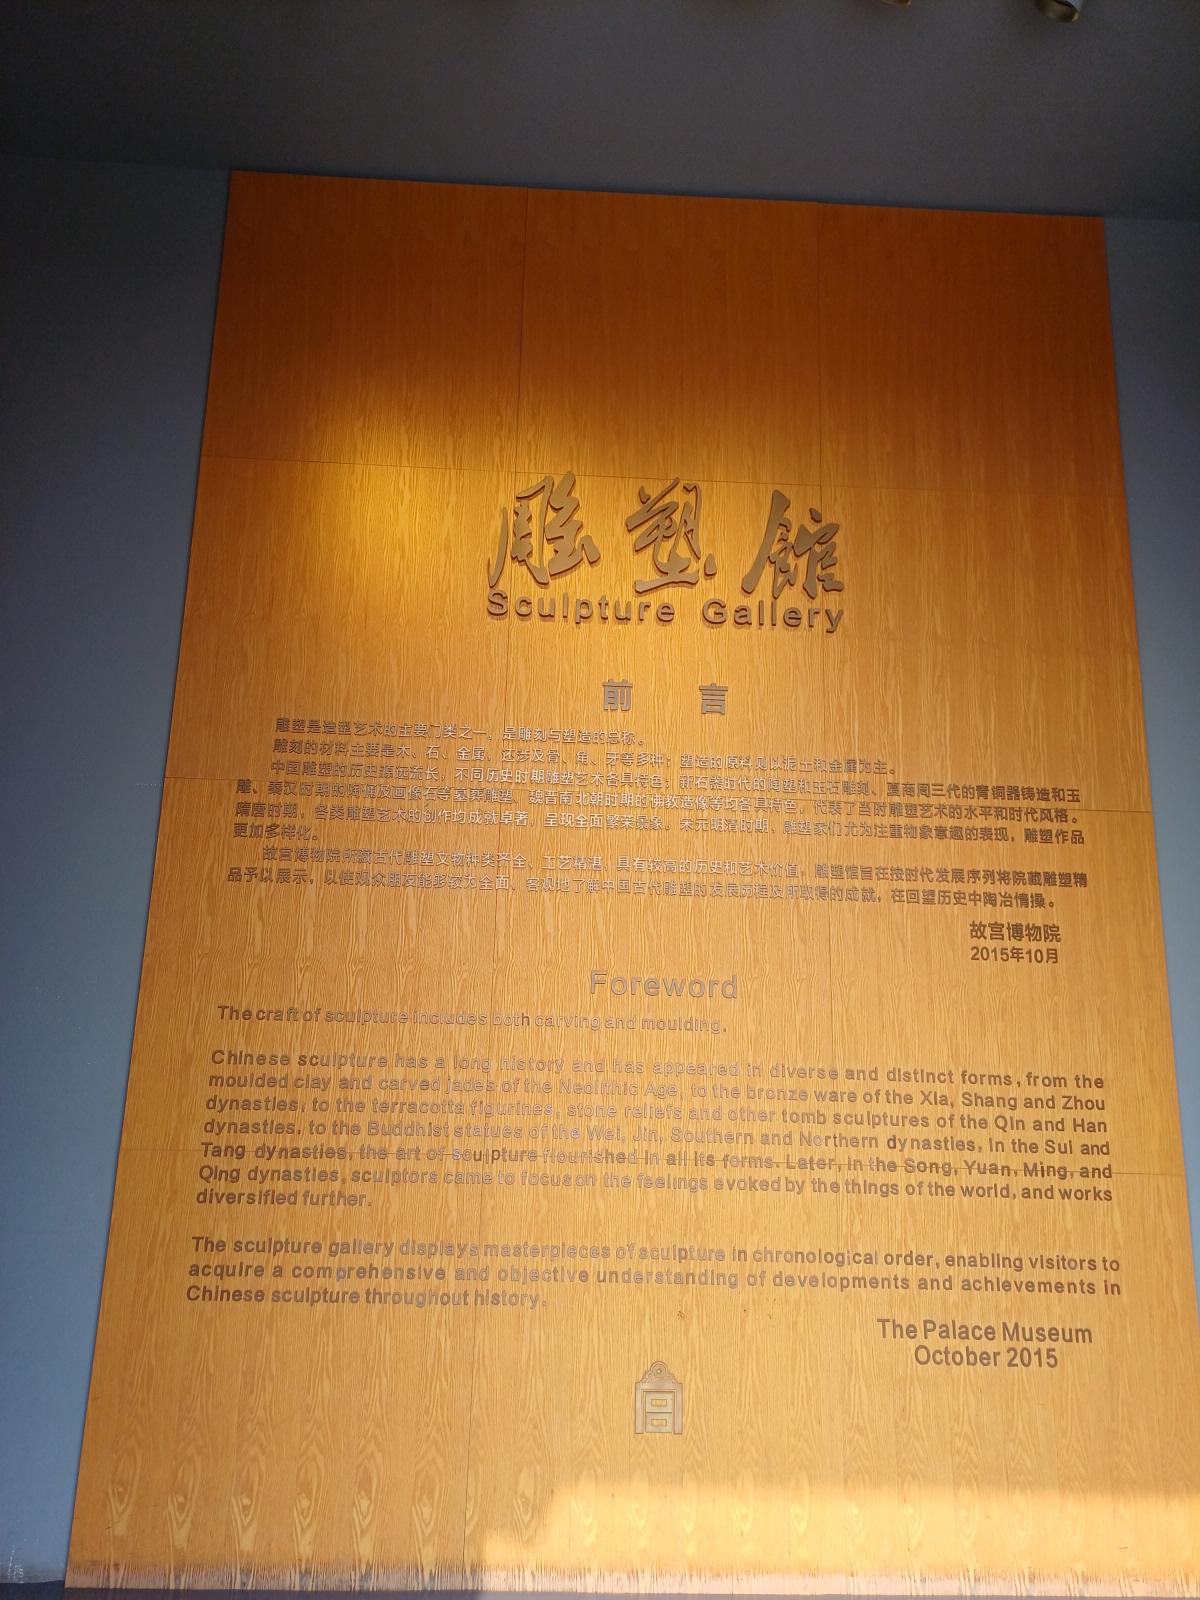 雕塑馆
Sculpture Gallery
前 言
雕塑是造型艺术的主要门类之一，是雕刻与塑造的总称。
雕刻的材料主要是木、石、金属，还涉及骨、角、牙等多种；塑造的原料则以泥土和金属为主。
中国雕塑的历史源远流长，不同历史时期雕塑艺术各具特色，新石器时代的陶塑和玉石雕刻、夏商周三代的青铜器铸造和玉
雕、秦汉时期的陶俑及画像石等墓葬雕塑、魏晋南北朝时期的佛教造像等均各具特色，代表了当时雕塑艺术的水平和时代风格。
隋唐时期，各类雕塑艺术的创作均成就卓著，呈现全面繁荣景象。宋元明清时期，雕塑家们尤为注重物象意趣的表现，雕塑作品
更加多样化。
故宫博物院所藏古代雕塑文物种类齐全、工艺精湛，具有较高的历史和艺术价值，雕塑馆旨在按时代发展序列将院藏雕塑精
品予以展示，以使观众朋友能够较为全面、客观地了解中国古代雕塑的发展历程及所取得的成就，在回望历史中陶冶情操。
故宫博物院
2015年10月
Foreword
The craft of sculpture includes both carving and moulding.
Chinese sculpture has a long history and has appeared in diverse and distinct forms, from the
moulded clay and carved jades of the Neolithic Age, to the bronze ware of the Xia, Shang and Zhou
dynasties, to the terracotta figurines, stone reliefs and other tomb sculptures of the Qin and Han
dynasties, to the Buddhist statues of the Wei, Jin, Southern and Northern dynasties, in the Sui and
Tang dynasties, the art of sculpture flourished in all its forms. Later, in the Song, Yuan, Ming, and
Qing dynasties, sculptors came to focus on the feelings evoked by the things of the world, and works
diversified further.
The sculpture gallery displays masterpieces of sculpture in chronological order, enabling visitors to
acquire a comprehensive and objective understanding of developments and achievements in
Chinese sculpture throughout history.
The Palace Museum
October 2015